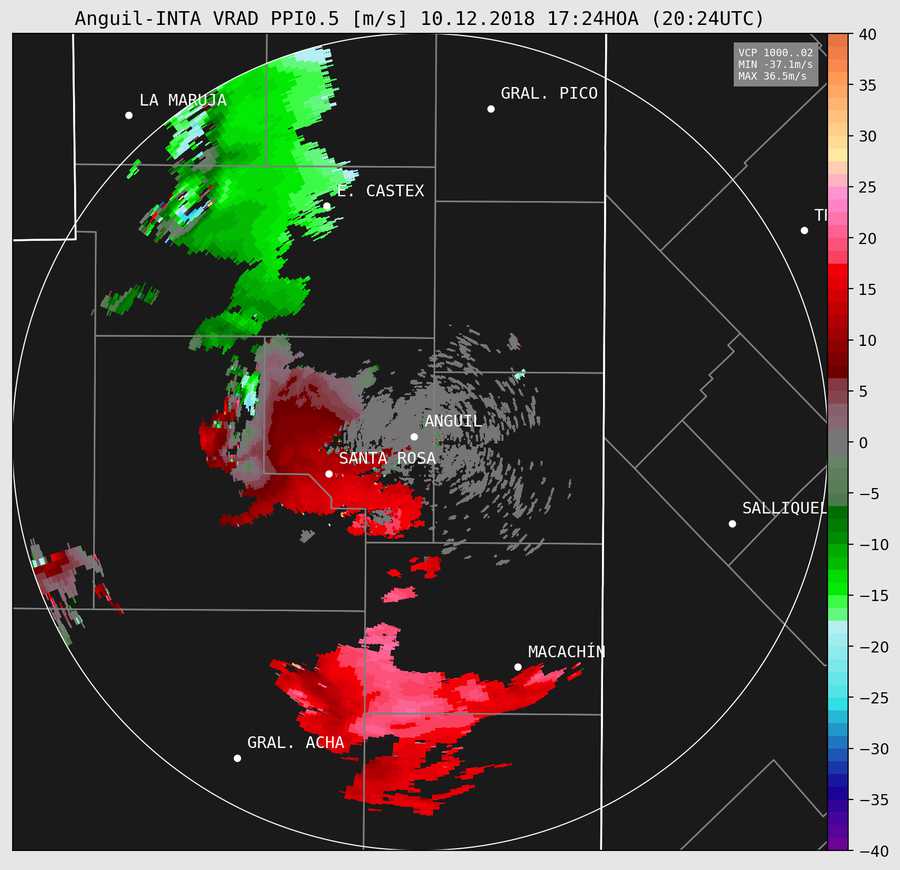 Anguil-INTA VRAD PPI0.5 [m/s] 10.12.2018 17:24HOA (20:24UTC)
VCP 1000..02
MIN -37.1m/s
MAX 36.5m/s
LA MARUJA
GRAL. PICO
E. CASTEX
ANGUIL
SANTA ROSA
SALLIQUEL
MACACHÍN
GRAL. ACHA
40
35
30
25
20
15
10
5
0
−5
−10
−15
−20
−25
−30
−35
−40